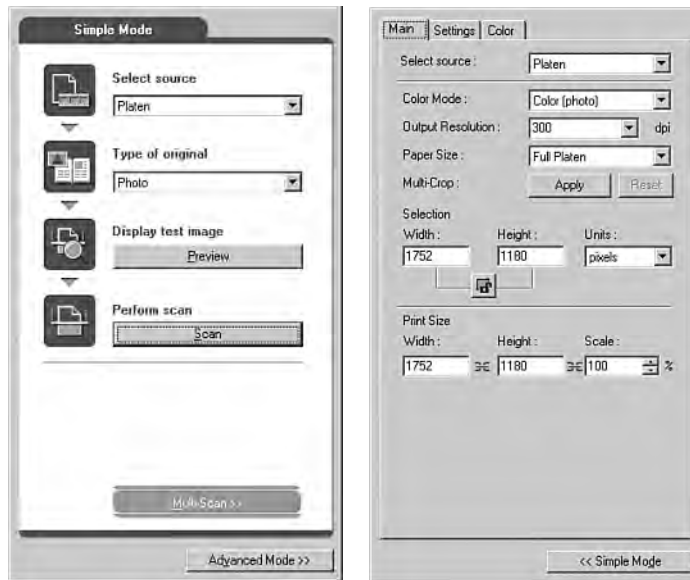 Simple Mode
Select source
Platen
Type of original
Photo
Display test image
Preview
Perform scan
Scan
Multi-Scan >>
Advanced Mode >>
Main Settings Color
Select source : Platen
Color Mode : Color (photo)
Output Resolution : 300 dpi
Paper Size : Full Platen
Multi-Crop : Apply Reset
Selection
Width : Height : Units :
1752 1180 pixels
Print Size
Width : Height : Scale :
1752 1180 100 %
<< Simple Mode